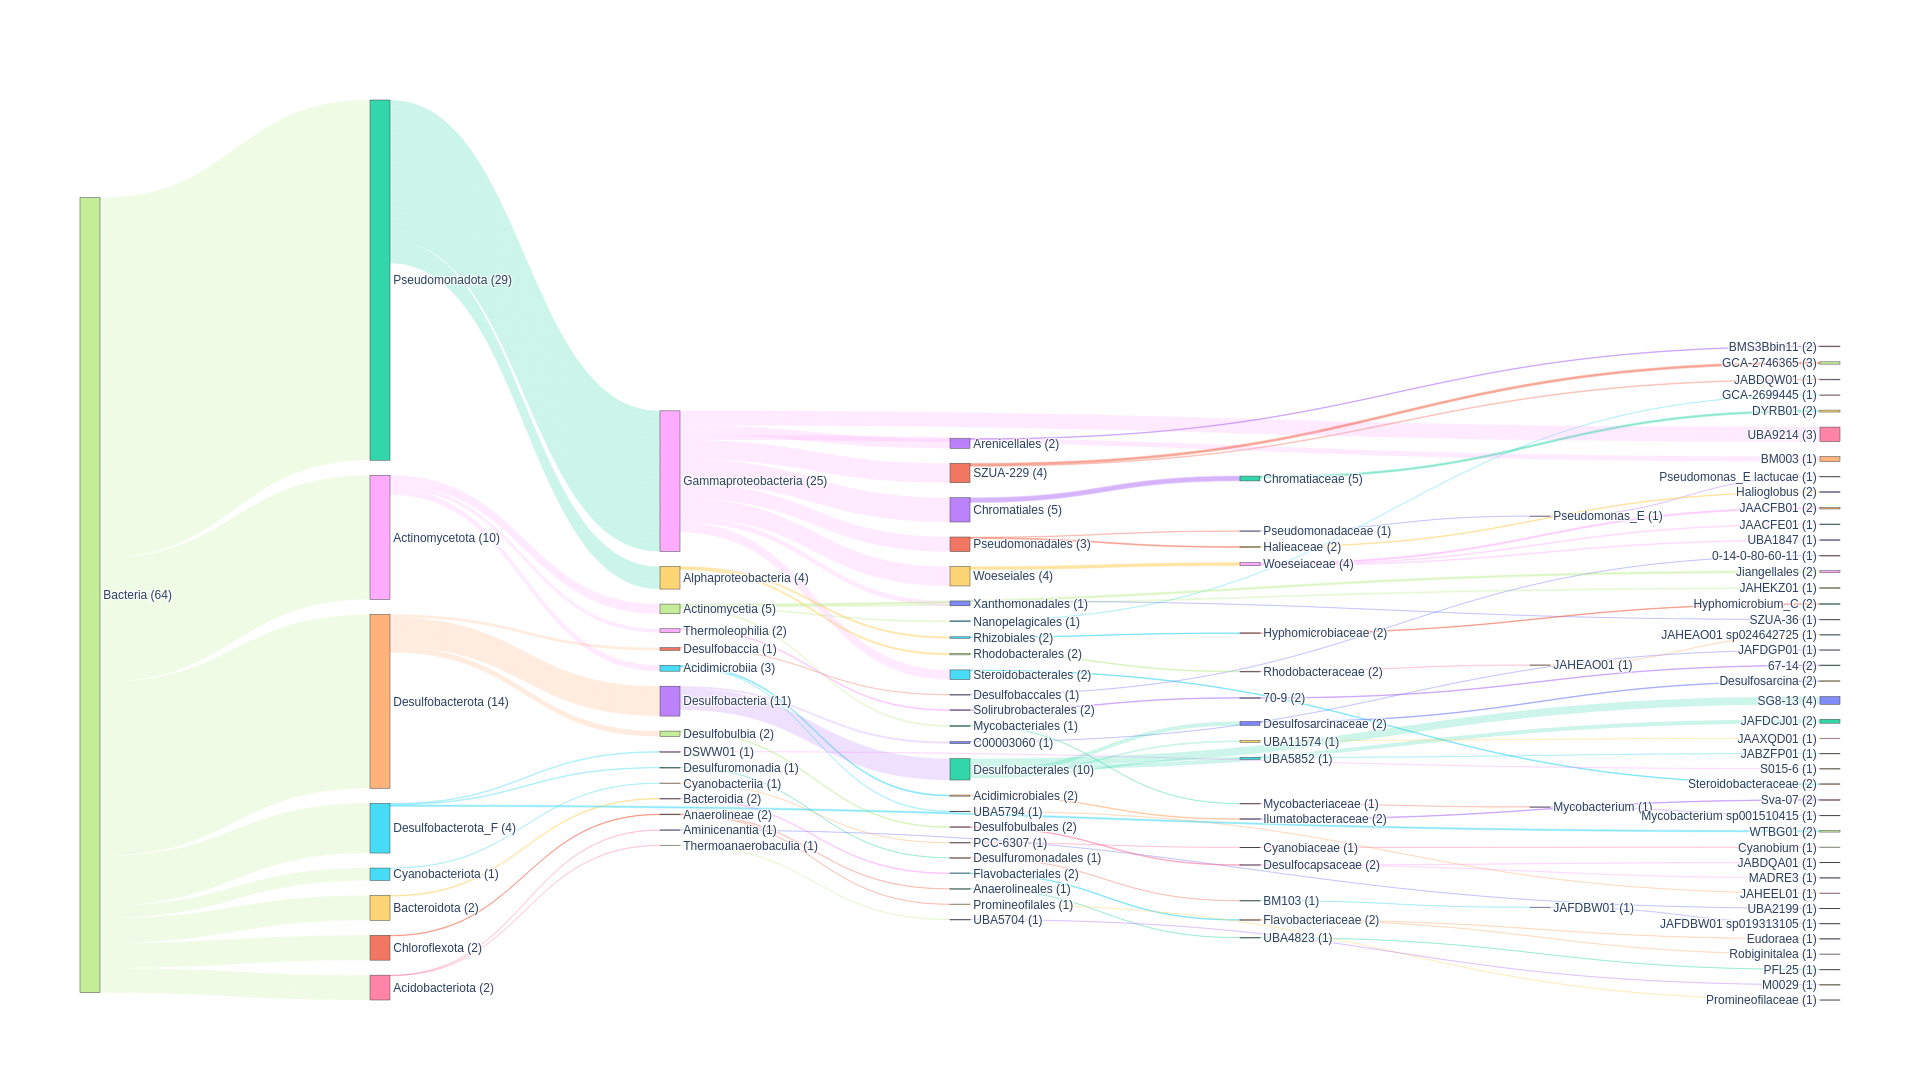 Bacteria (64)
Pseudomonadota (29)
Actinomycetota (10)
Desulfobacterota (14)
Desulfobacterota_F (4)
Cyanobacteriota (1)
Bacteroidota (2)
Chloroflexota (2)
Acidobacteriota (2)
Gammaproteobacteria (25)
Alphaproteobacteria (4)
Actinomycetia (5)
Thermoleophilia (2)
Desulfobaccia (1)
Acidimicrobiia (3)
Desulfobacteria (11)
Desulfobulbia (2)
DSWW01 (1)
Desulfuromonadia (1)
Cyanobacteriia (1)
Bacteroidia (2)
Anaerolineae (2)
Aminicenantia (1)
Thermoanaerobaculia (1)
Arenicellales (2)
SZUA-229 (4)
Chromatiales (5)
Pseudomonadales (3)
Woeseiales (4)
Xanthomonadales (1)
Nanopelagicales (1)
Rhizobiales (2)
Rhodobacterales (2)
Steroidobacterales (2)
Desulfobaccales (1)
Solirubrobacterales (2)
Mycobacteriales (1)
C00003060 (1)
Desulfobacterales (10)
Acidimicrobiales (2)
UBA5794 (1)
Desulfobulbales (2)
PCC-6307 (1)
Desulfuromonadales (1)
Flavobacteriales (2)
Anaerolineales (1)
Promineofilales (1)
UBA5704 (1)
Chromatiaceae (5)
Pseudomonadaceae (1)
Halieaceae (2)
Woeseiaceae (4)
Hyphomicrobiaceae (2)
Rhodobacteraceae (2)
70-9 (2)
Desulfosarcinaceae (2)
UBA11574 (1)
UBA5852 (1)
Mycobacteriaceae (1)
Ilumatobacteraceae (2)
Cyanobiaceae (1)
Desulfocapsaceae (2)
BM103 (1)
Flavobacteriaceae (2)
UBA4823 (1)
Pseudomonas_E (1)
JAHEAO01 (1)
Mycobacterium (1)
JAFDBW01 (1)
BMS3Bbin11 (2)
GCA-2746365 (3)
JABDQW01 (1)
GCA-2699445 (1)
DYRB01 (2)
UBA9214 (3)
BM003 (1)
Pseudomonas_E lactucae (1)
Halioglobus (2)
JAACFB01 (2)
JAACFE01 (1)
UBA1847 (1)
0-14-0-80-60-11 (1)
Jiangellales (2)
JAHEKZ01 (1)
Hyphomicrobium_C (2)
SZUA-36 (1)
JAHEAO01 sp024642725 (1)
JAFDGP01 (1)
67-14 (2)
Desulfosarcina (2)
SG8-13 (4)
JAFDCJ01 (2)
JAAXQD01 (1)
JABZFP01 (1)
S015-6 (1)
Steroidobacteraceae (2)
Sva-07 (2)
Mycobacterium sp001510415 (1)
WTBG01 (2)
Cyanobium (1)
JABDQA01 (1)
MADRE3 (1)
JAHEEL01 (1)
UBA2199 (1)
JAFDBW01 sp019313105 (1)
Eudoraea (1)
Robiginitalea (1)
PFL25 (1)
M0029 (1)
Promineofilaceae (1)